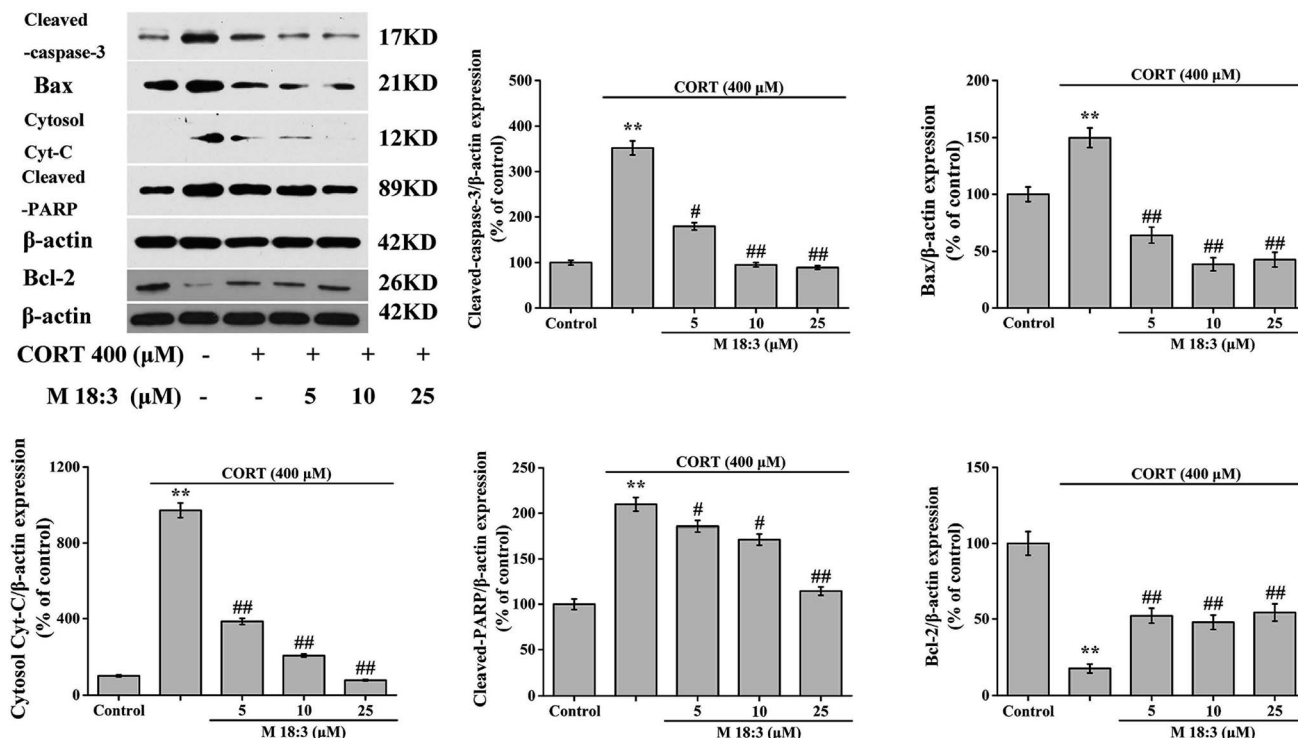 Cleaved
-caspase-3
17KD
Bax
21KD
Cytosol
Cyt-C
12KD
Cleaved
-PARP
89KD
β-actin
42KD
Bcl-2
26KD
β-actin
42KD
CORT 400 (μM) - + + + +
M 18:3 (μM) - - 5 10 25
Cleaved-caspase-3/β-actin expression
(% of control)
500
400
300
200
100
0
CORT (400 μM)
**
#
##
##
Control
5
10
25
M 18:3 (μM)
Bax/β-actin expression
(% of control)
200
150
100
50
0
CORT (400 μM)
**
##
##
##
Control
5
10
25
M 18:3 (μM)
Cytosol Cyt-C/β-actin expression
(% of control)
1200
800
400
0
CORT (400 μM)
**
##
##
##
Control
5
10
25
M 18:3 (μM)
Cleaved-PARP/β-actin expression
(% of control)
250
200
150
100
50
0
CORT (400 μM)
**
#
#
##
Control
5
10
25
M 18:3 (μM)
Bcl-2/β-actin expression
(% of control)
150
100
50
0
CORT (400 μM)
**
##
##
##
Control
5
10
25
M 18:3 (μM)